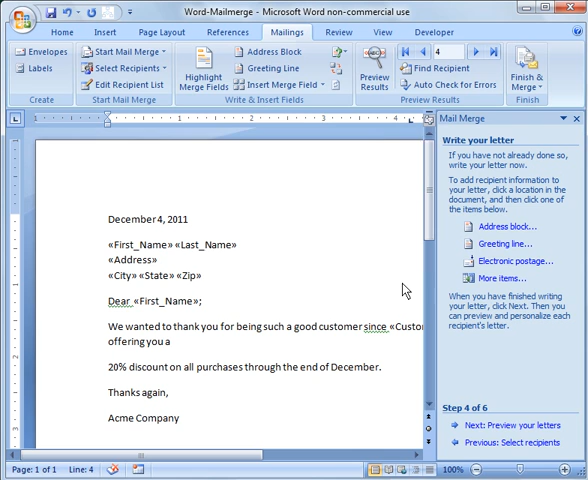 Word-Mailmerge - Microsoft Word non-commercial use
Home Insert Page Layout References Mailings Review View Developer
Envelopes
Labels
Create
Start Mail Merge
Select Recipients
Edit Recipient List
Start Mail Merge
Highlight
Merge Fields
Address Block
Greeting Line
Insert Merge Field
Write & Insert Fields
Preview
Results
4
Find Recipient
Auto Check for Errors
Preview Results
Finish &
Merge
Finish
1 2 3 4
1
2
3
December 4, 2011
«First_Name» «Last_Name»
«Address»
«City» «State» «Zip»
Dear «First_Name»;
We wanted to thank you for being such a good customer since «Custon
offering you a
20% discount on all purchases through the end of December.
Thanks again,
Acme Company
Mail Merge
Write your letter
If you have not already done so,
write your letter now.
To add recipient information to
your letter, click a location in the
document, and then click one of
the items below.
Address block...
Greeting line...
Electronic postage...
More items...
When you have finished writing
your letter, click Next. Then you
can preview and personalize each
recipient's letter.
Step 4 of 6
Next: Preview your letters
Previous: Select recipients
Page: 1 of 1 Line: 4
100%